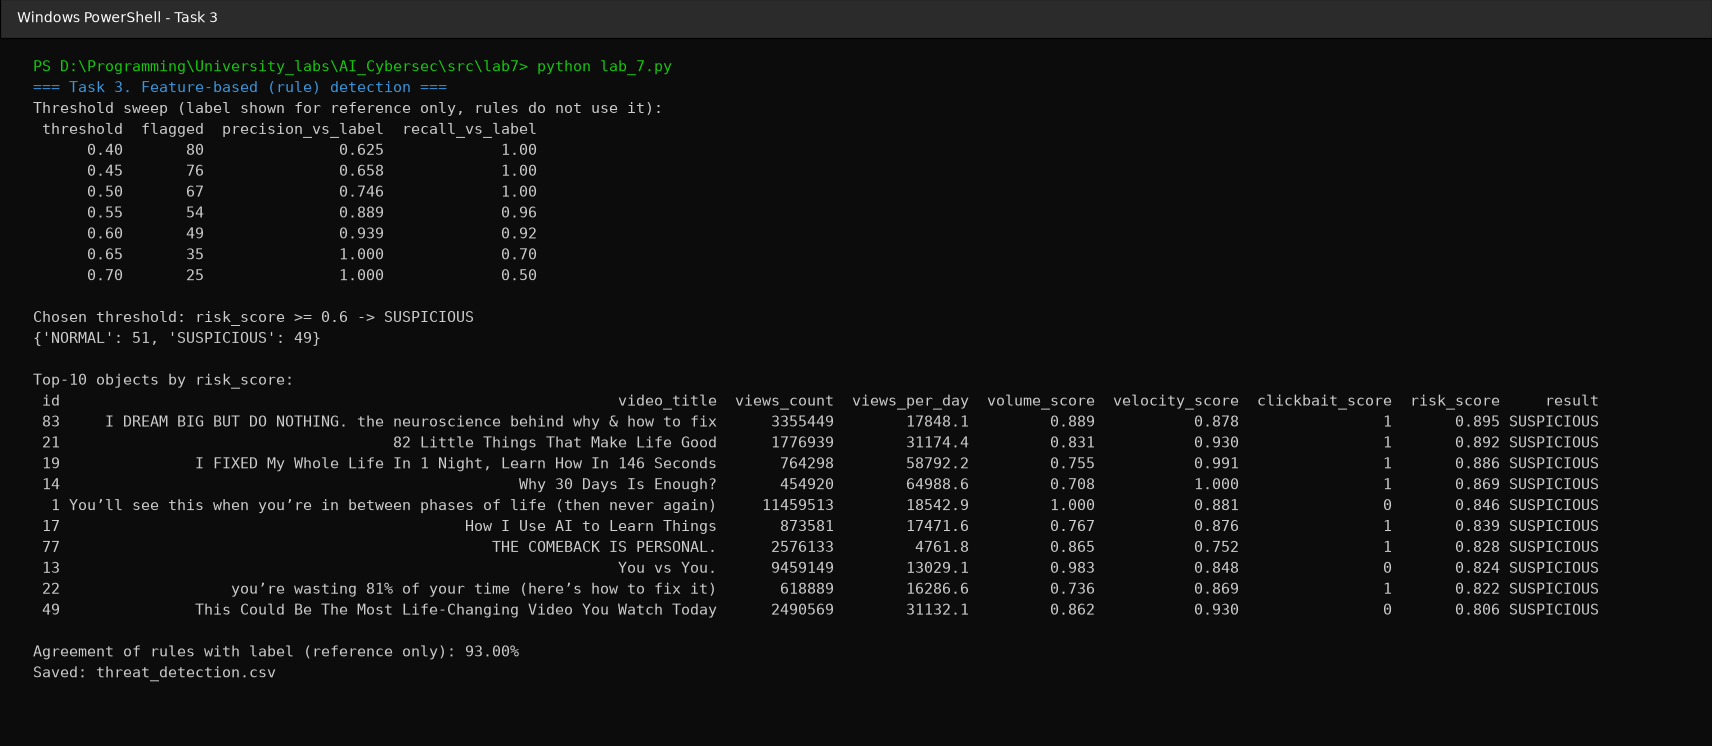 Windows PowerShell - Task 3
PS D:\Programming\University_labs\AI_Cybersec\src\lab7> python lab_7.py
=== Task 3. Feature-based (rule) detection ===
Threshold sweep (label shown for reference only, rules do not use it):
threshold flagged precision_vs_label recall_vs_label
0.40 80 0.625 1.00
0.45 76 0.658 1.00
0.50 67 0.746 1.00
0.55 54 0.889 0.96
0.60 49 0.939 0.92
0.65 35 1.000 0.70
0.70 25 1.000 0.50
Chosen threshold: risk_score >= 0.6 -> SUSPICIOUS
{'NORMAL': 51, 'SUSPICIOUS': 49}
Top-10 objects by risk_score:
id video_title views_count views_per_day volume_score velocity_score clickbait_score risk_score result
83 I DREAM BIG BUT DO NOTHING. the neuroscience behind why & how to fix 3355449 17848.1 0.889 0.878 1 0.895 SUSPICIOUS
21 82 Little Things That Make Life Good 1776939 31174.4 0.831 0.930 1 0.892 SUSPICIOUS
19 I FIXED My Whole Life In 1 Night, Learn How In 146 Seconds 764298 58792.2 0.755 0.991 1 0.886 SUSPICIOUS
14 Why 30 Days Is Enough? 454920 64988.6 0.708 1.000 1 0.869 SUSPICIOUS
1 You’ll see this when you’re in between phases of life (then never again) 11459513 18542.9 1.000 0.881 0 0.846 SUSPICIOUS
17 How I Use AI to Learn Things 873581 17471.6 0.767 0.876 1 0.839 SUSPICIOUS
77 THE COMEBACK IS PERSONAL. 2576133 4761.8 0.865 0.752 1 0.828 SUSPICIOUS
13 You vs You. 9459149 13029.1 0.983 0.848 0 0.824 SUSPICIOUS
22 you’re wasting 81% of your time (here’s how to fix it) 618889 16286.6 0.736 0.869 1 0.822 SUSPICIOUS
49 This Could Be The Most Life-Changing Video You Watch Today 2490569 31132.1 0.862 0.930 0 0.806 SUSPICIOUS
Agreement of rules with label (reference only): 93.00%
Saved: threat_detection.csv